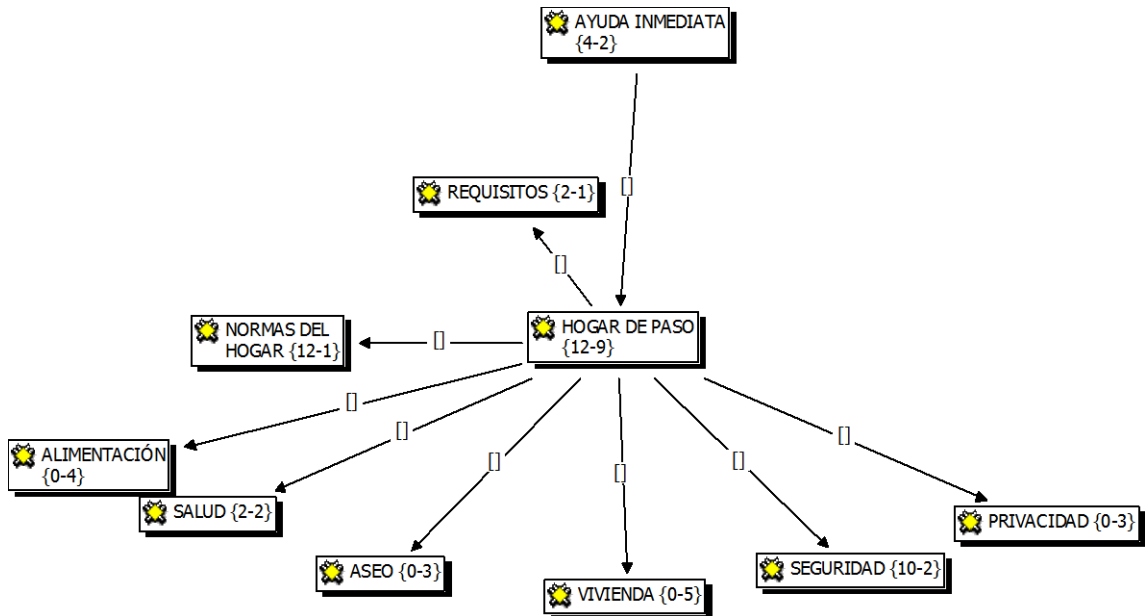 AYUDA INMEDIATA
{4-2}
[]
REQUISITOS {2-1}
[]
NORMAS DEL
HOGAR {12-1}
[]
HOGAR DE PASO
{12-9}
[]
[]
[]
[]
[]
[]
ALIMENTACIÓN
{0-4}
SALUD {2-2}
ASEO {0-3}
VIVIENDA {0-5}
SEGURIDAD {10-2}
PRIVACIDAD {0-3}